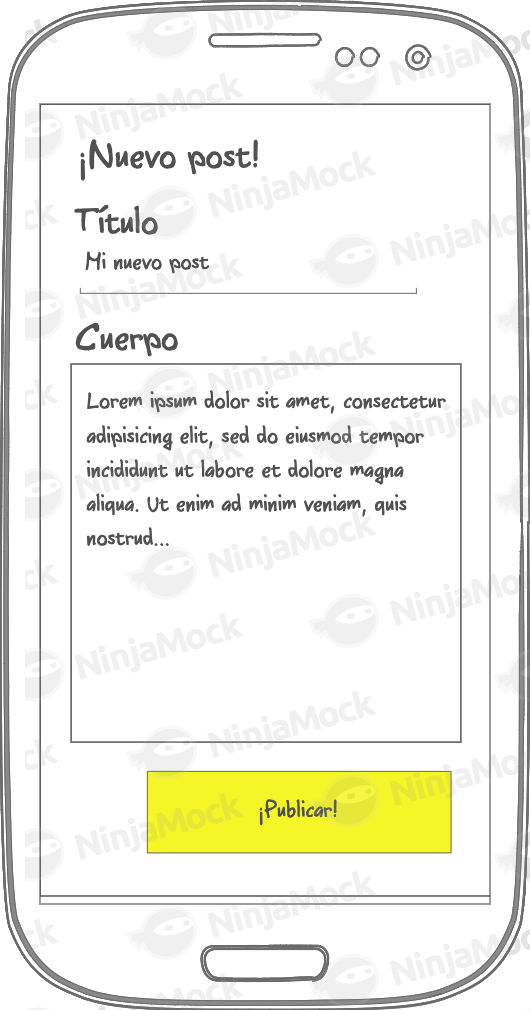 ¡Nuevo post!
Título
Mi nuevo post
Cuerpo
Lorem ipsum dolor sit amet, consectetur
adipisicing elit, sed do eiusmod tempor
incididunt ut labore et dolore magna
aliqua. Ut enim ad minim veniam, quis
nostrud...
¡Publicar!
NinjaMock